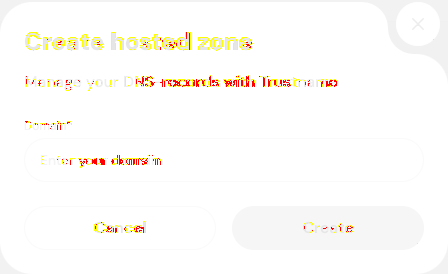 Create hosted zone
Manage your DNS records with Trustname
Domain*
Enter your domain
Cancel
Create